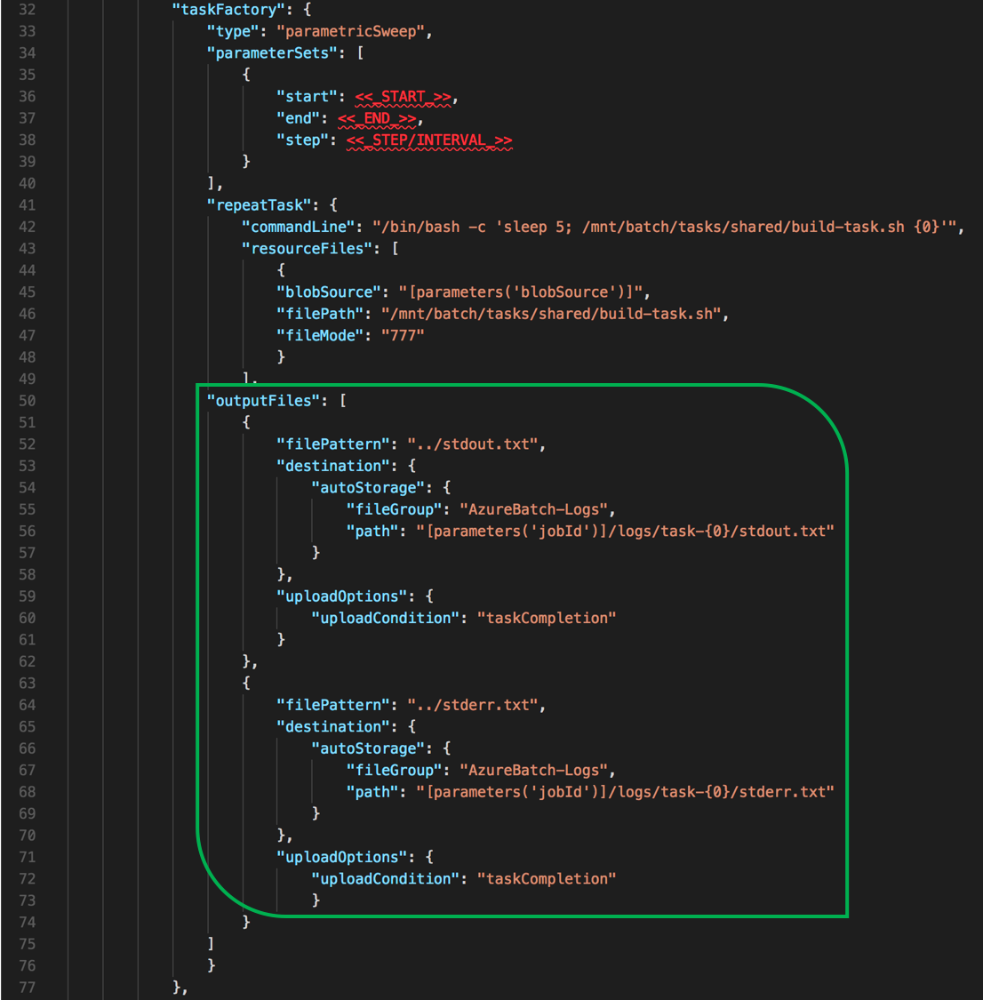 32 "taskFactory": {
33 "type": "parametricSweep",
34 "parameterSets": [
35 {
36 "start": <<_START_>>,
37 "end": <<_END_>>,
38 "step": <<_STEP/INTERVAL_>>
39 }
40 ],
41 "repeatTask": {
42 "commandLine": "/bin/bash -c 'sleep 5; /mnt/batch/tasks/shared/build-task.sh {0}'",
43 "resourceFiles": [
44 {
45 "blobSource": "[parameters('blobSource')]",
46 "filePath": "/mnt/batch/tasks/shared/build-task.sh",
47 "fileMode": "777"
48 }
49 ],
50 "outputFiles": [
51 {
52 "filePattern": "../stdout.txt",
53 "destination": {
54 "autoStorage": {
55 "fileGroup": "AzureBatch-Logs",
56 "path": "[parameters('jobId')]/logs/task-{0}/stdout.txt"
57 }
58 },
59 "uploadOptions": {
60 "uploadCondition": "taskCompletion"
61 }
62 },
63 {
64 "filePattern": "../stderr.txt",
65 "destination": {
66 "autoStorage": {
67 "fileGroup": "AzureBatch-Logs",
68 "path": "[parameters('jobId')]/logs/task-{0}/stderr.txt"
69 }
70 },
71 "uploadOptions": {
72 "uploadCondition": "taskCompletion"
73 }
74 }
75 ]
76 }
77 },